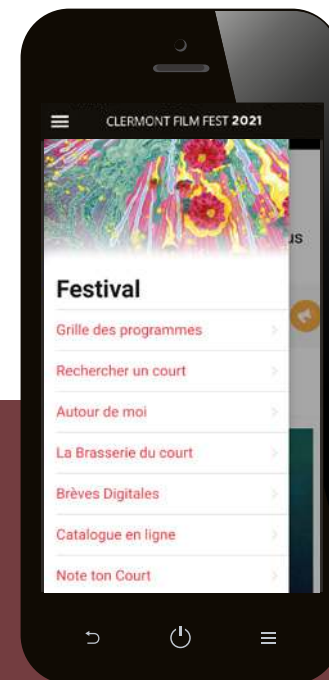 CLERMONT FILM FEST 2021
us
Festival
Grille des programmes
Rechercher un court
Autour de moi
La Brasserie du court
Brèves Digitales
Catalogue en ligne
Note ton Court